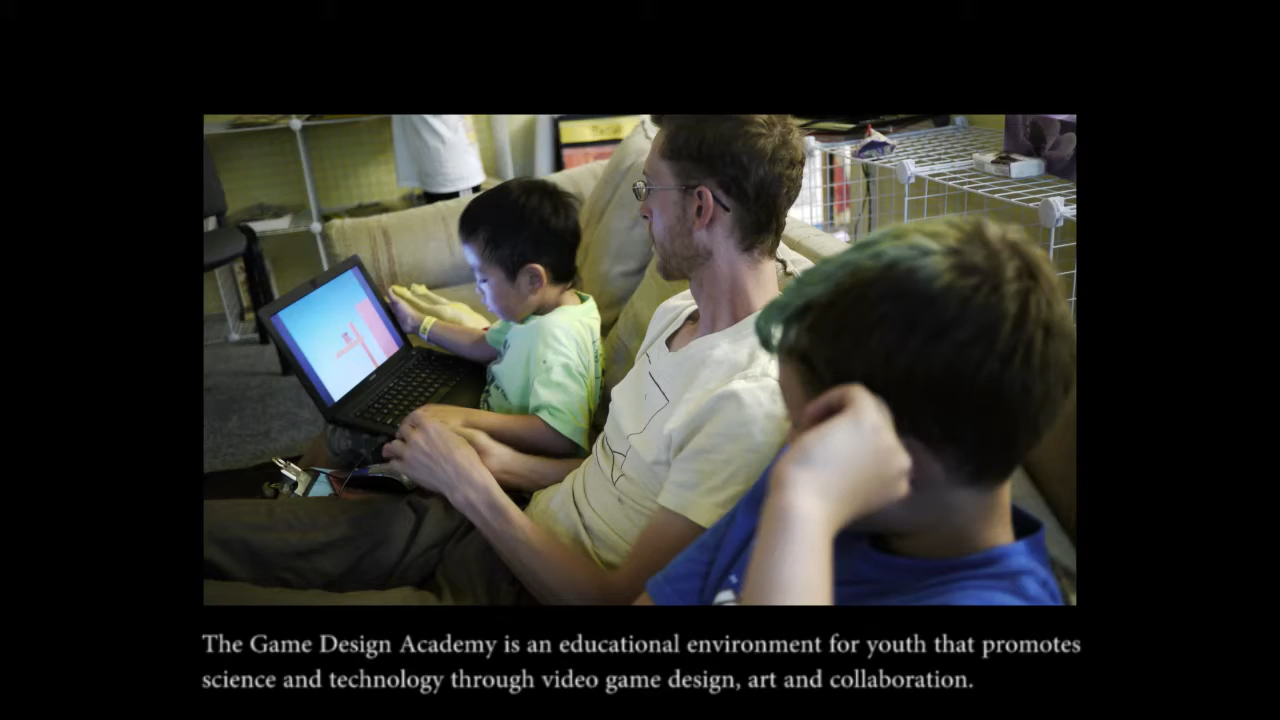 The Game Design Academy is an educational environment for youth that promotes
science and technology through video game design, art and collaboration.